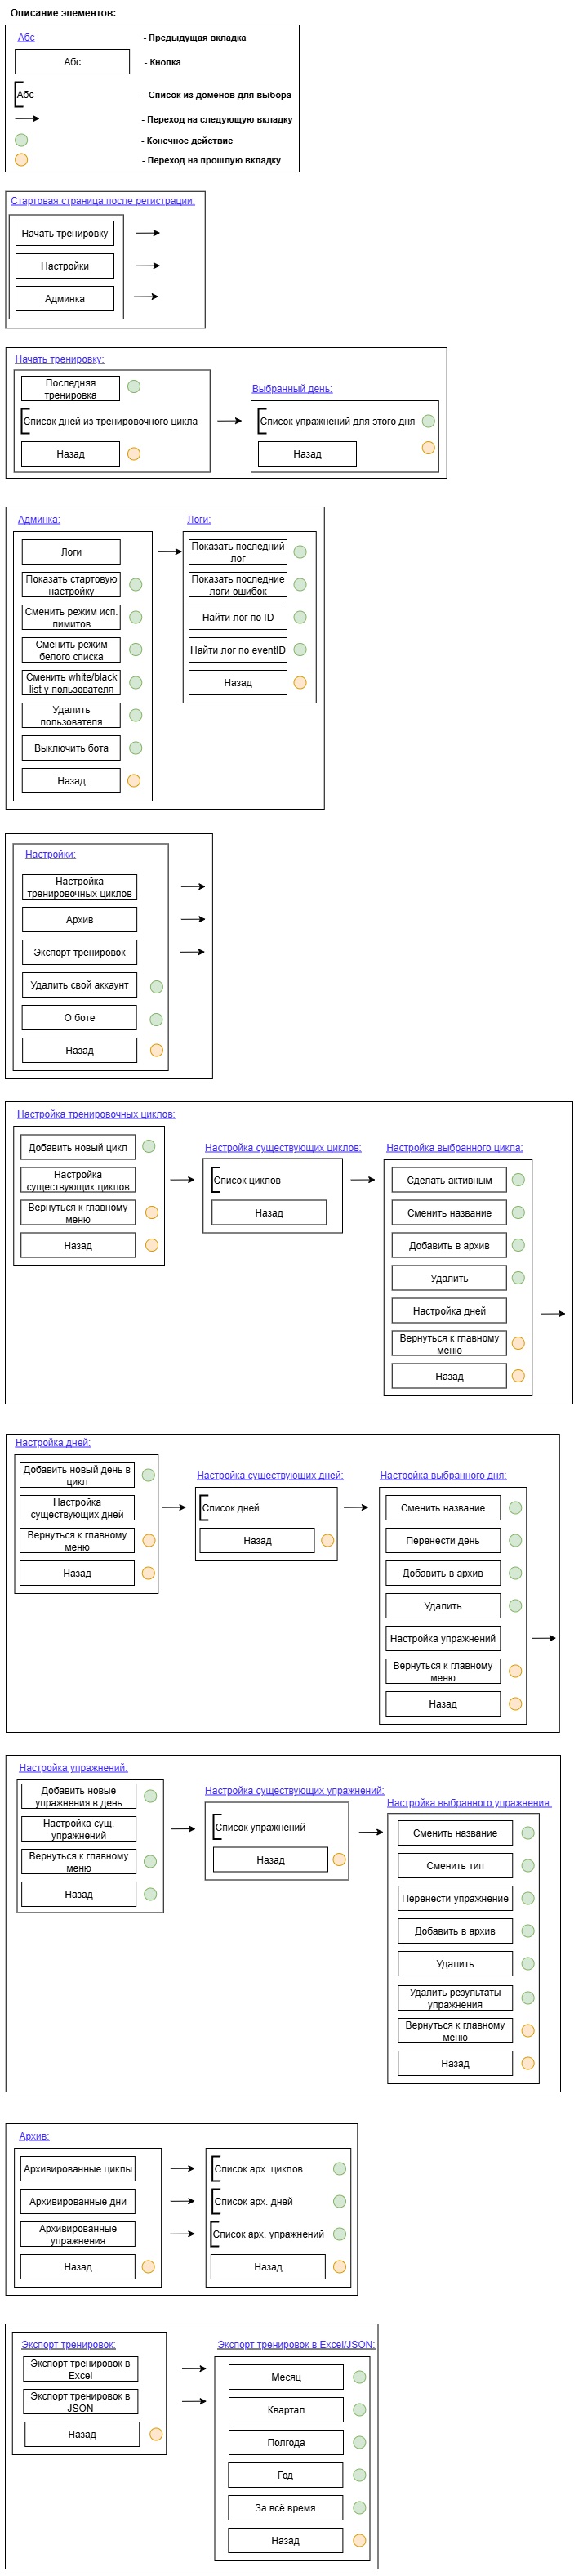 Описание элементов:
Абс
- Предыдущая вкладка
Абс
- Кнопка
Абс
- Список из доменов для выбора
- Переход на следующую вкладку
- Конечное действие
- Переход на прошлую вкладку
Стартовая страница после регистрации:
Начать тренировку
Настройки
Админка
Начать тренировку:
Последняя
тренировка
Список дней из тренировочного цикла
Назад
Выбранный день:
Список упражнений для этого дня
Назад
Админка:
Логи
Показать стартовую
настройку
Сменить режим исп.
лимитов
Сменить режим
белого списка
Сменить white/black
list у пользователя
Удалить
пользователя
Выключить бота
Назад
Логи:
Показать последний
лог
Показать последние
логи ошибок
Найти лог по ID
Найти лог по eventID
Назад
Настройки:
Настройка
тренировочных циклов
Архив
Экспорт тренировок
Удалить свой аккаунт
О боте
Назад
Настройка тренировочных циклов:
Добавить новый цикл
Настройка
существующих циклов
Вернуться к главному
меню
Назад
Настройка существующих циклов:
Список циклов
Назад
Настройка выбранного цикла:
Сделать активным
Сменить название
Добавить в архив
Удалить
Настройка дней
Вернуться к главному
меню
Назад
Настройка дней:
Добавить новый день в
цикл
Настройка
существующих дней
Вернуться к главному
меню
Назад
Настройка существующих дней:
Список дней
Назад
Настройка выбранного дня:
Сменить название
Перенести день
Добавить в архив
Удалить
Настройка упражнений
Вернуться к главному
меню
Назад
Настройка упражнений:
Добавить новые
упражнения в день
Настройка сущ.
упражнений
Вернуться к главному
меню
Назад
Настройка существующих упражнений:
Список упражнений
Назад
Настройка выбранного упражнения:
Сменить название
Сменить тип
Перенести упражнение
Добавить в архив
Удалить
Удалить результаты
упражнения
Вернуться к главному
меню
Назад
Архив:
Архивированные циклы
Архивированные дни
Архивированные
упражнения
Назад
Список арх. циклов
Список арх. дней
Список арх. упражнений
Назад
Экспорт тренировок:
Экспорт тренировок в
Excel
Экспорт тренировок в
JSON
Назад
Экспорт тренировок в Excel/JSON:
Месяц
Квартал
Полгода
Год
За всё время
Назад